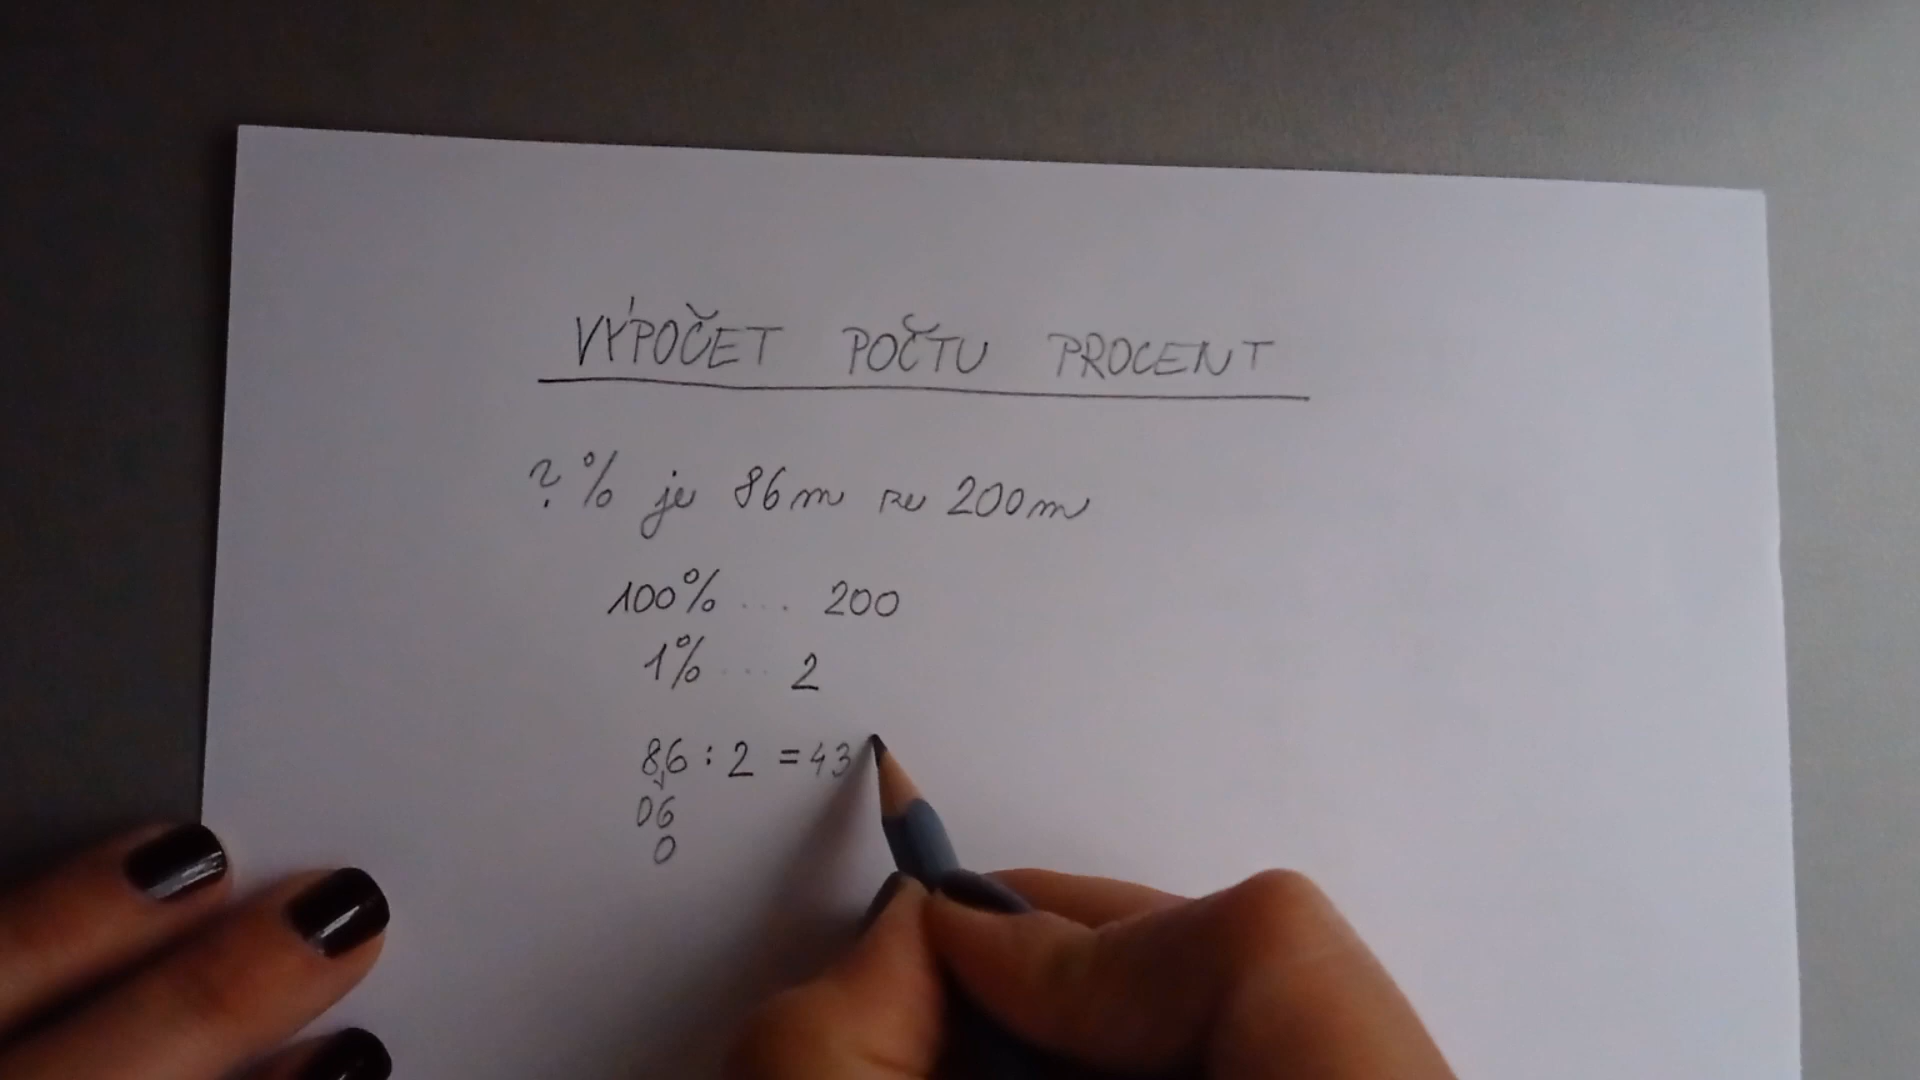 VÝPOČET POČTU PROCENT
? % je 86m ze 200m
100% ... 200
1% ... 2
86 : 2 = 43
06
0